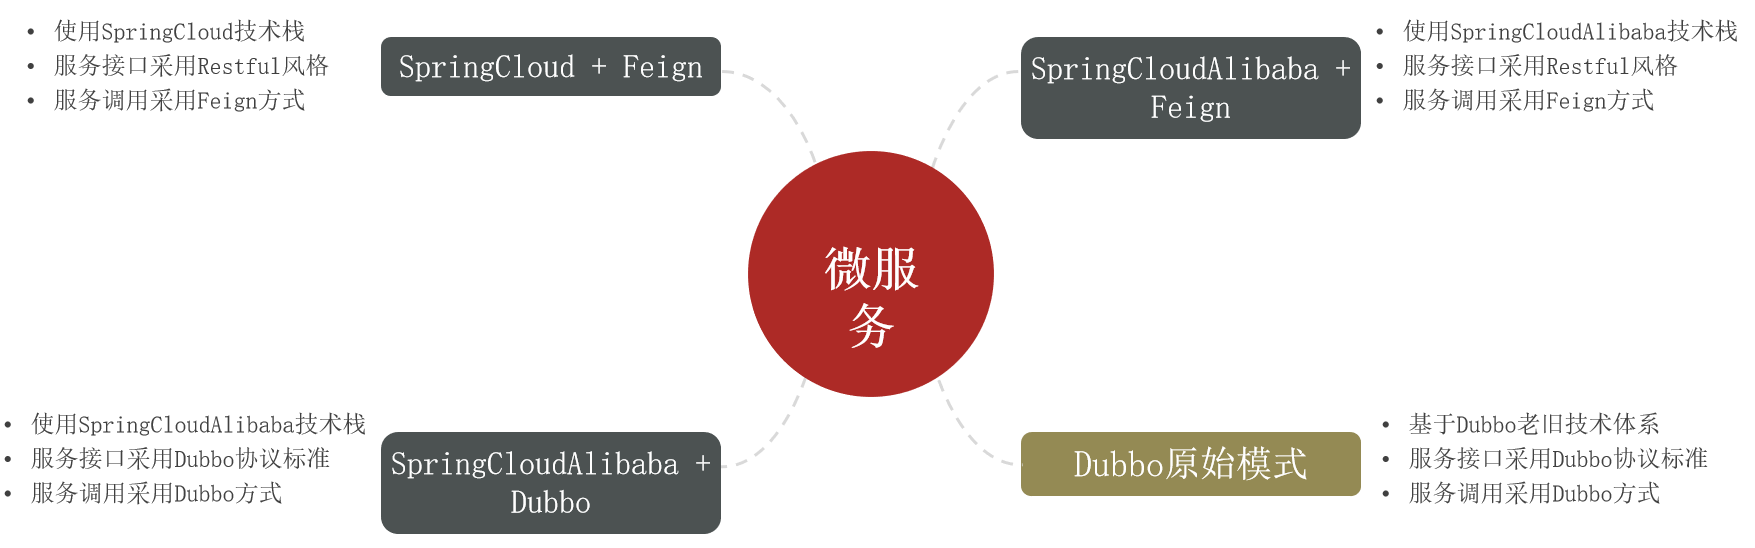 使用SpringCloud技术栈
服务接口采用Restful风格
服务调用采用Feign方式
SpringCloud + Feign
SpringCloudAlibaba +
Feign
使用SpringCloudAlibaba技术栈
服务接口采用Restful风格
服务调用采用Feign方式
微服
务
使用SpringCloudAlibaba技术栈
服务接口采用Dubbo协议标准
服务调用采用Dubbo方式
SpringCloudAlibaba +
Dubbo
Dubbo原始模式
基于Dubbo老旧技术体系
服务接口采用Dubbo协议标准
服务调用采用Dubbo方式